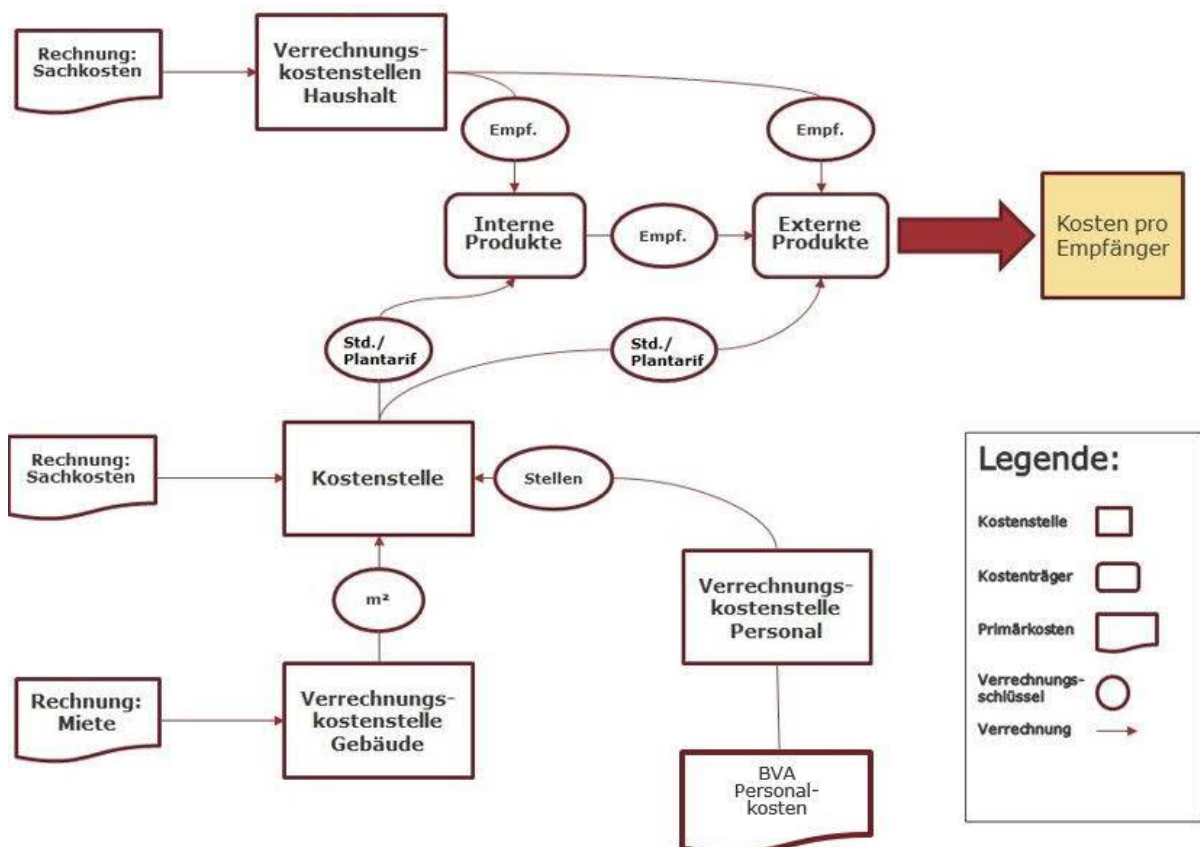 Rechnung:
Sachkosten
Verrechnungs-
kostenstellen
Haushalt
Empf.
Empf.
Interne
Produkte
Empf.
Externe
Produkte
Kosten pro
Empfänger
Std./
Plantarif
Std./
Plantarif
Rechnung:
Sachkosten
Kostenstelle
Stellen
m²
Verrechnungs-
kostenstelle
Personal
Rechnung:
Miete
Verrechnungs-
kostenstelle
Gebäude
BVA
Personal-
kosten
Legende:
Kostenstelle
Kostenträger
Primärkosten
Verrechnungs-
schlüssel
Verrechnung